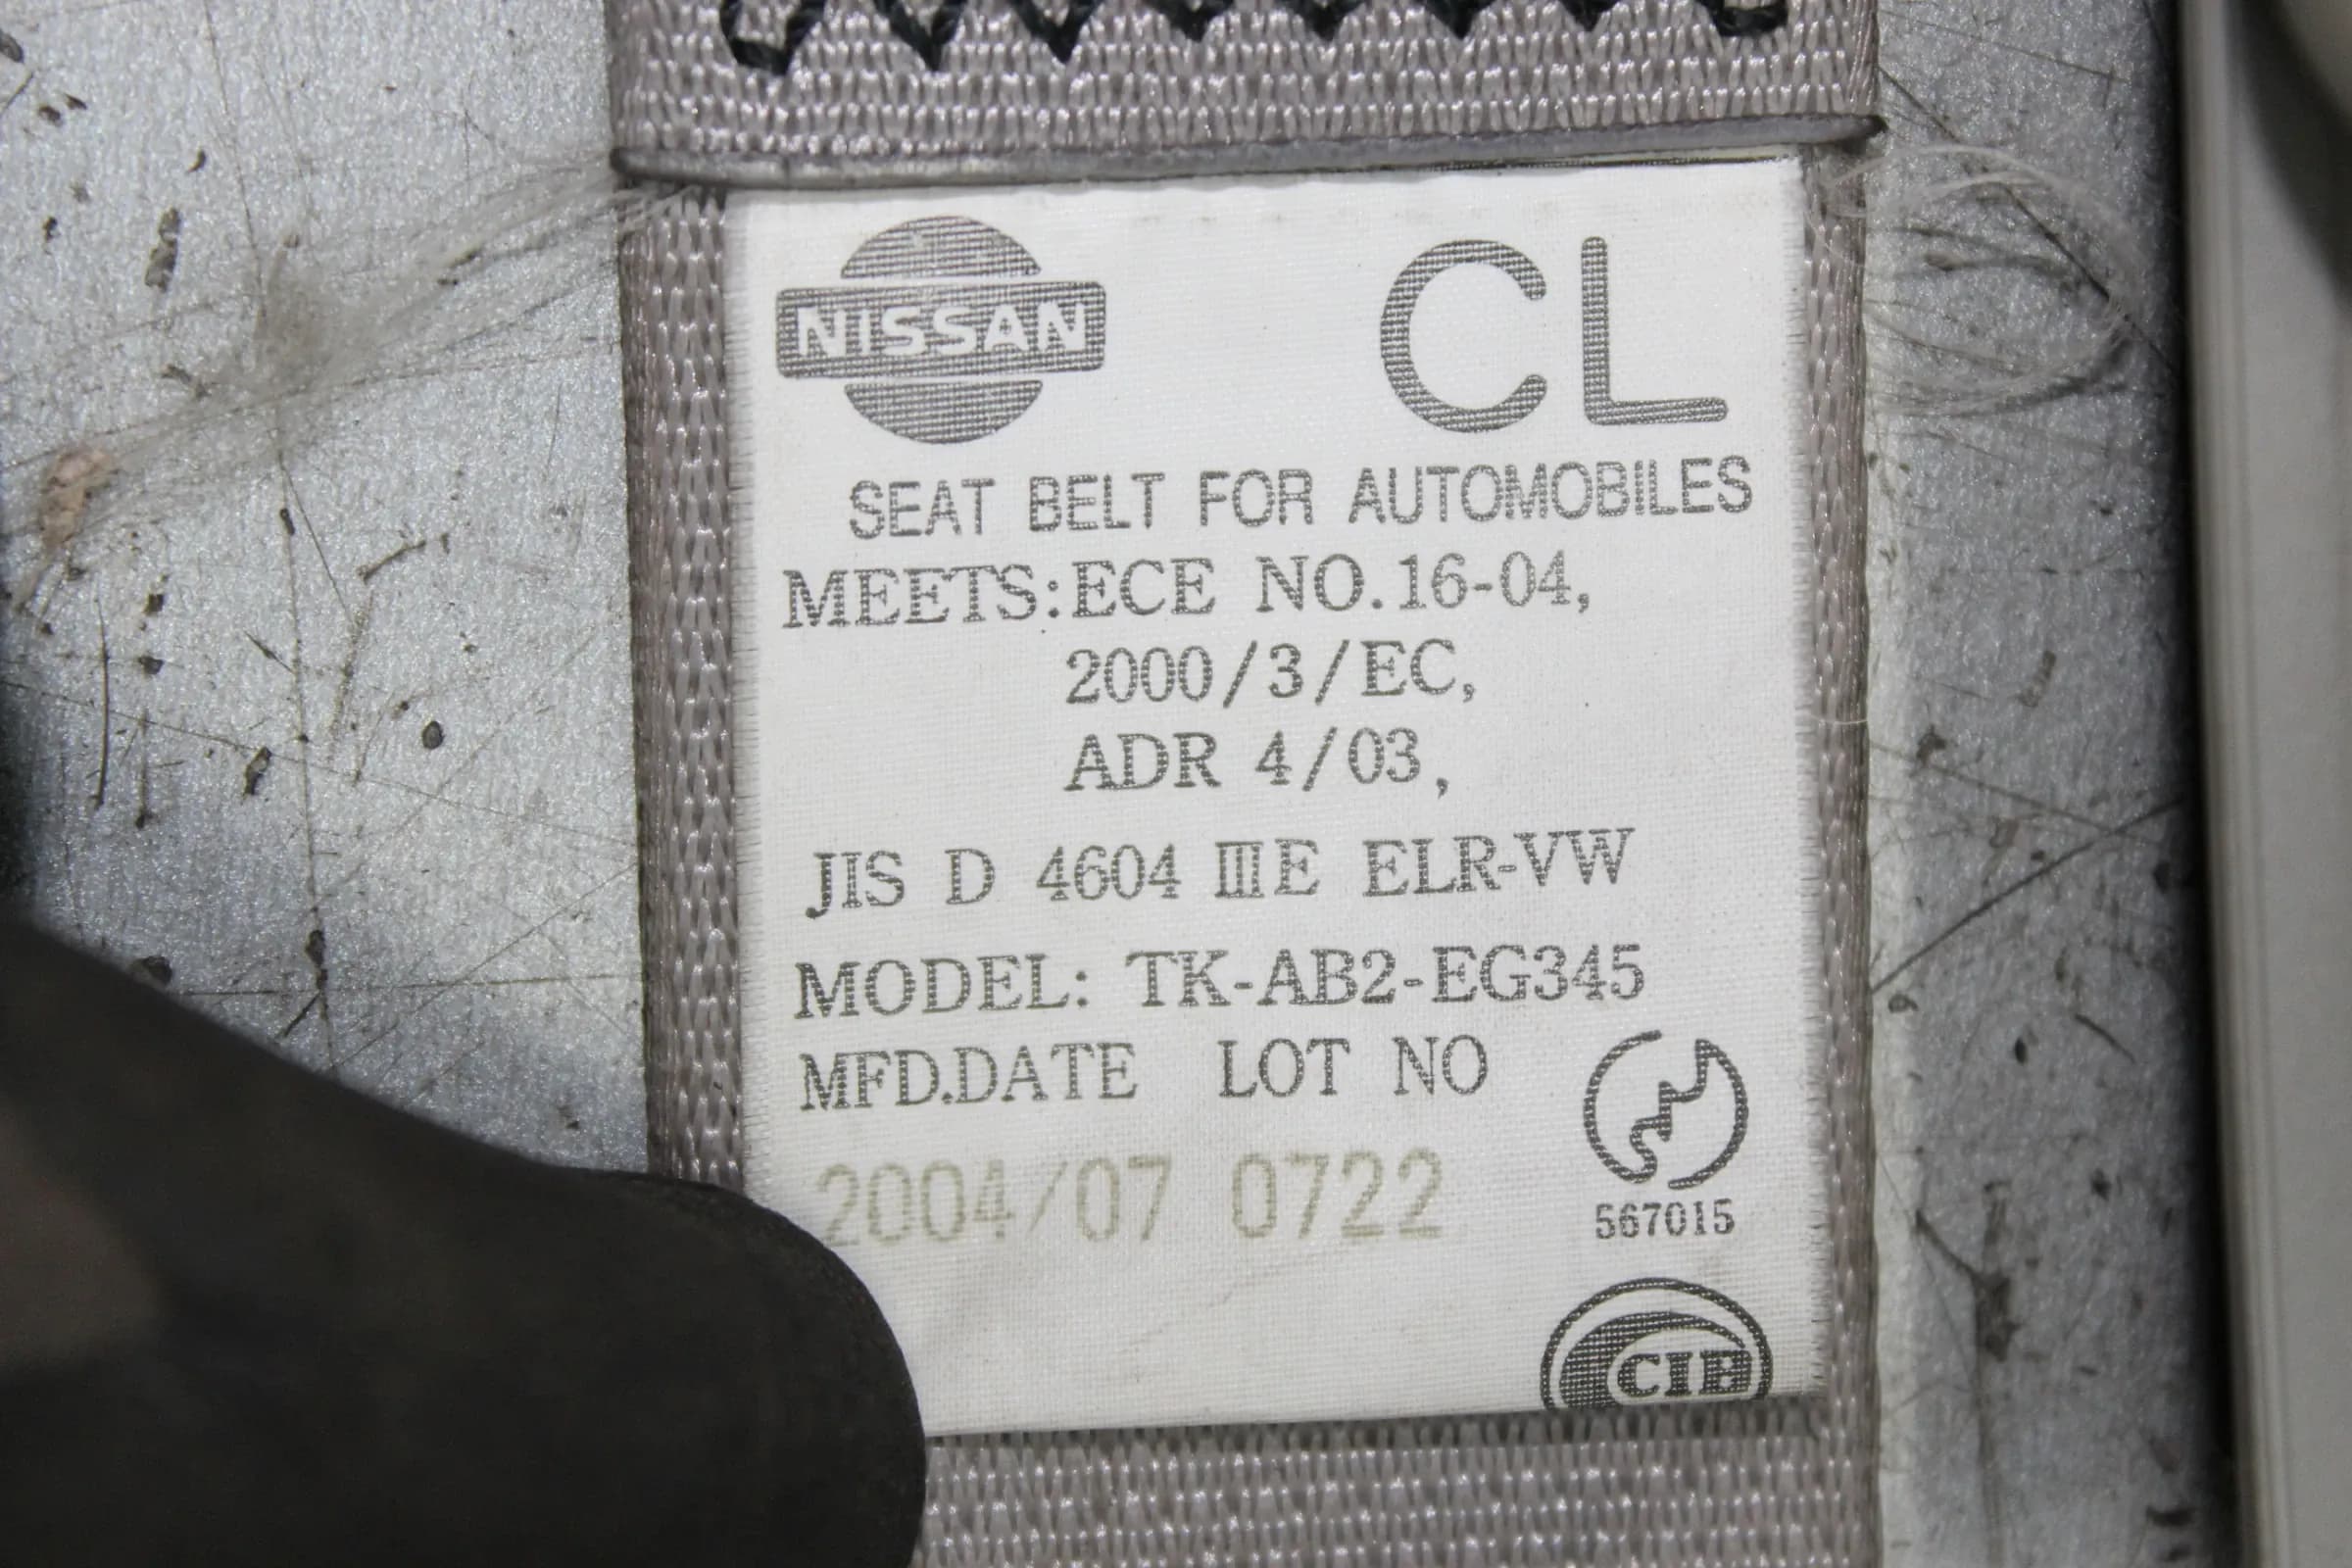 NISSAN CL
SEAT BELT FOR AUTOMOBILES
MEETS:ECE NO.16-04,
2000/3/EC,
ADR 4/03,
JIS D 4604 ⅢE ELR-VW
MODEL: TK-AB2-EG345
MFD.DATE LOT NO
2004/07 0722
567015